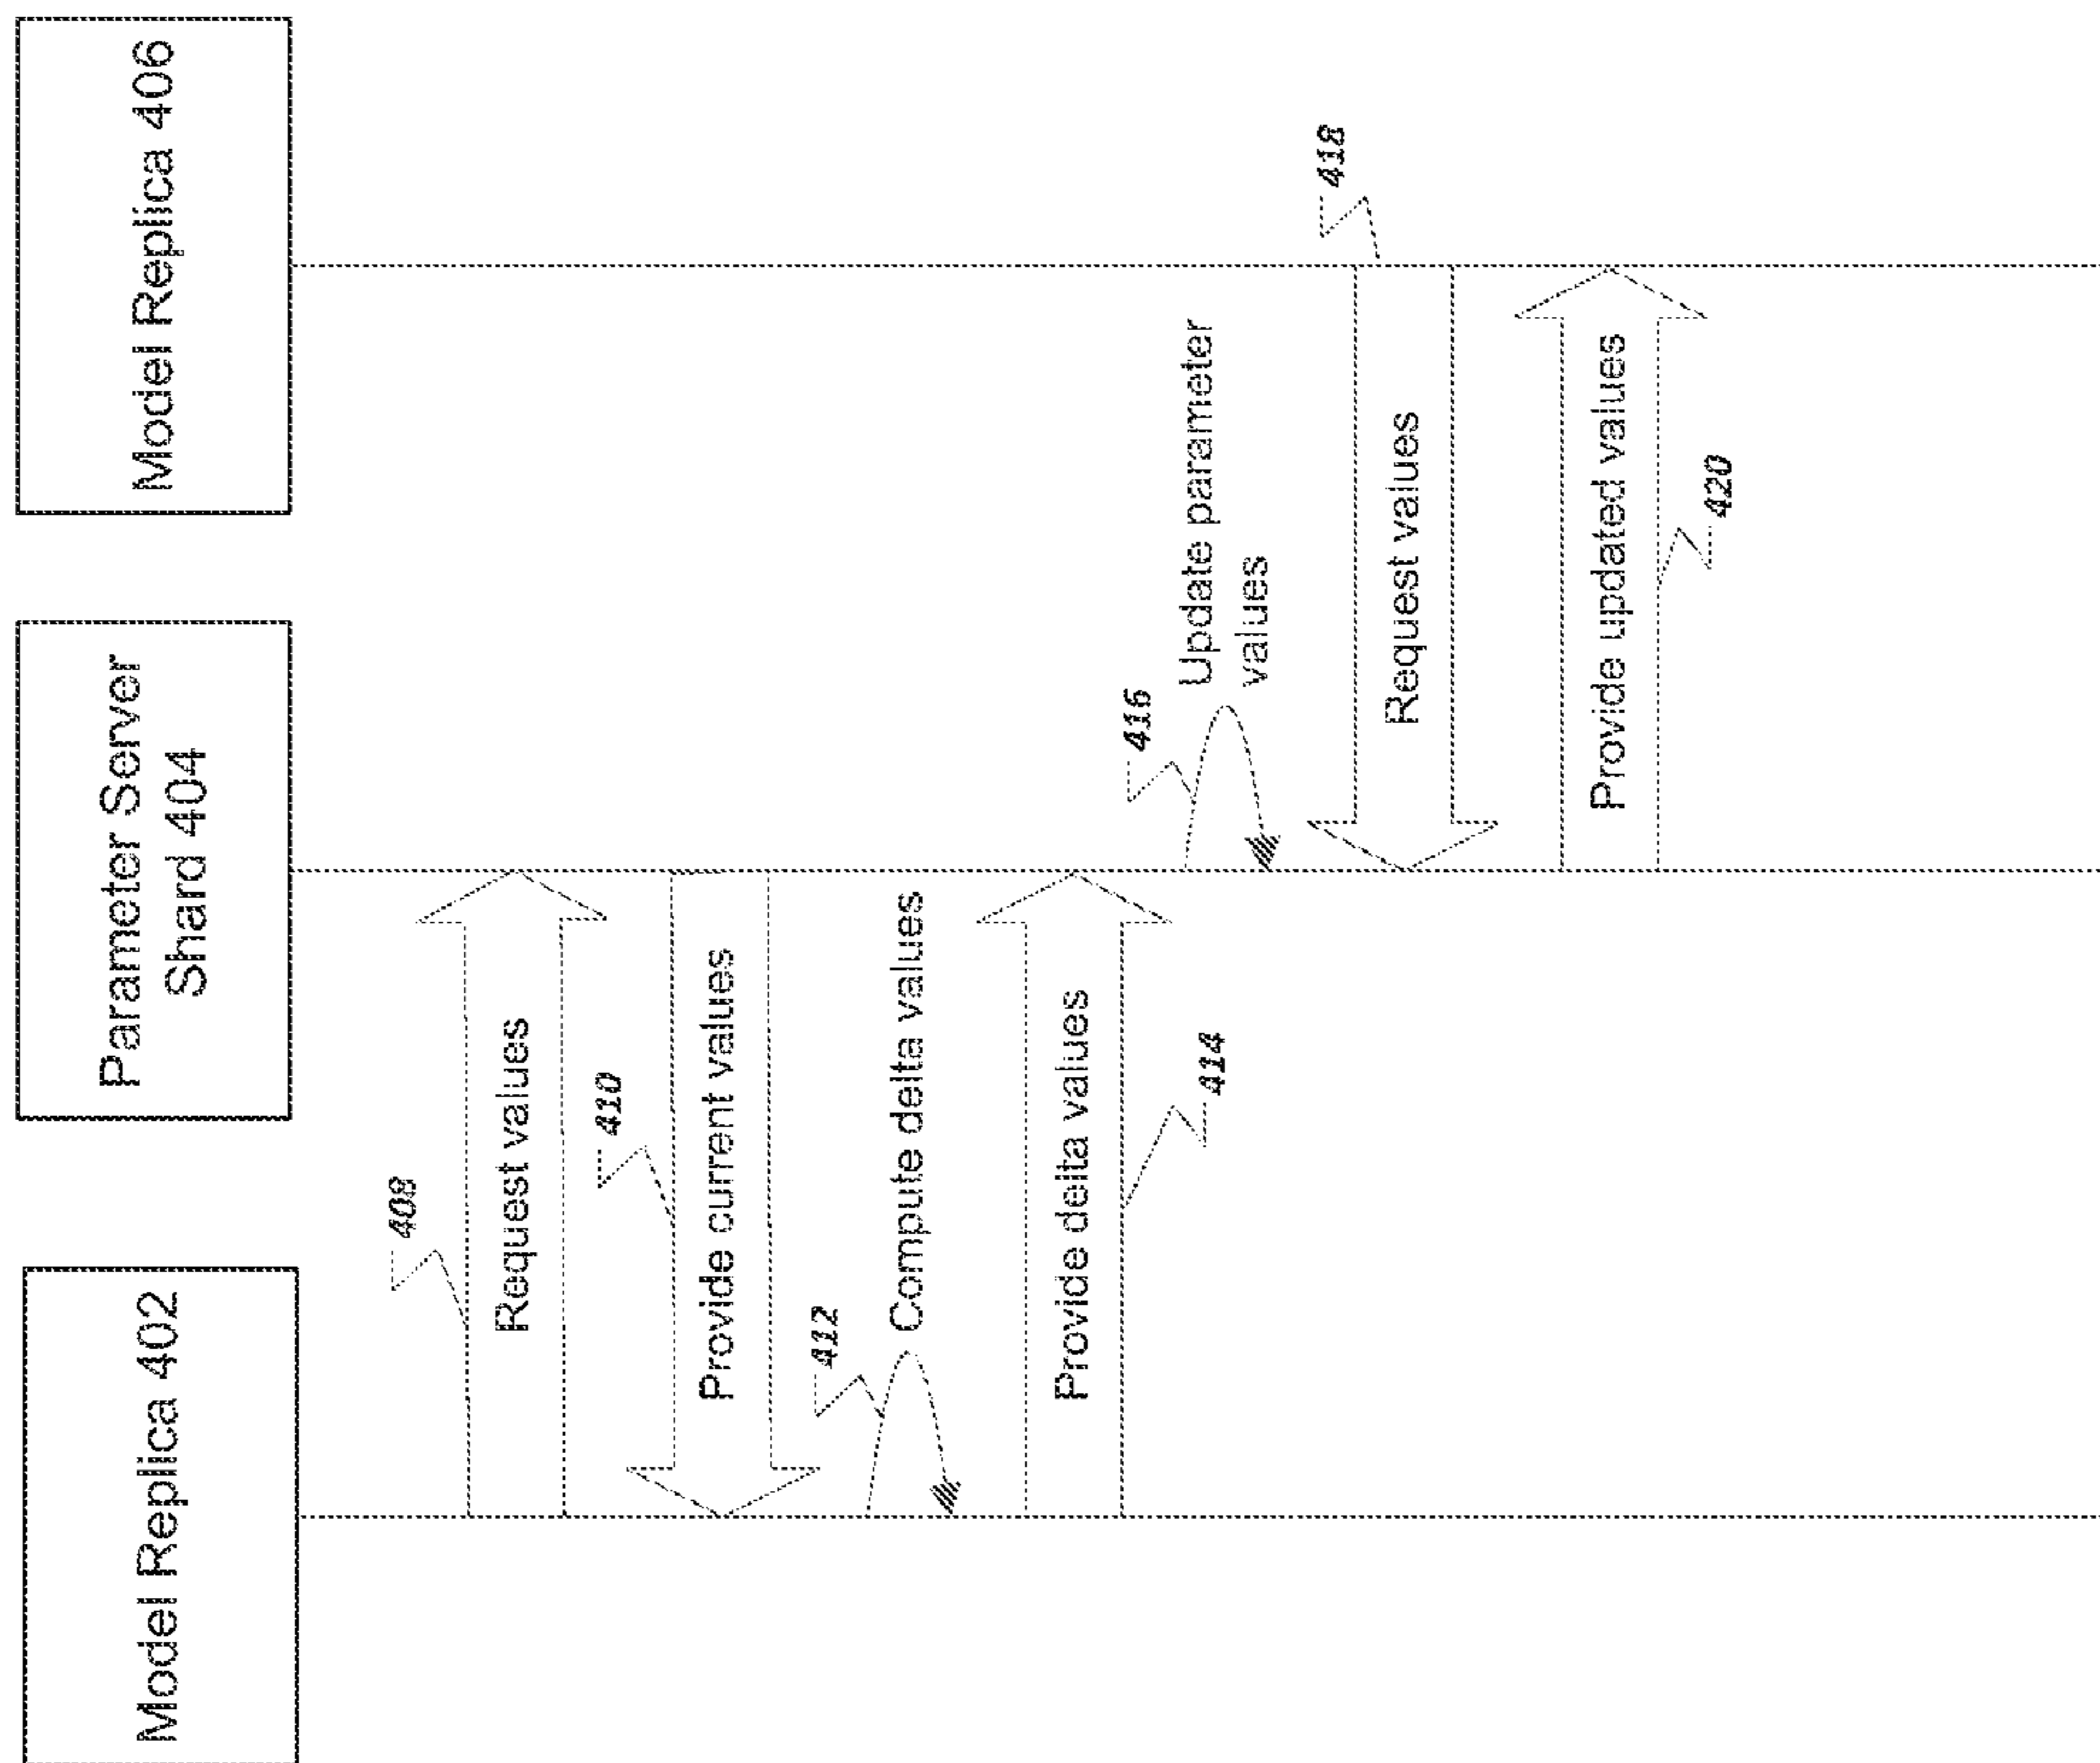 Model Replica 402
Parameter Server
Shard 404
Model Replica 406
408
Request values
410
Provide current values
412
Compute delta values
Provide delta values
414
416
Update parameter
values
418
Request values
Provide updated values
420